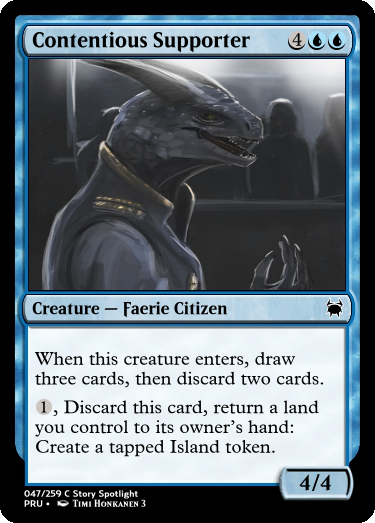 Contentious Supporter 4
Creature — Faerie Citizen
When this creature enters, draw
three cards, then discard two cards.
1, Discard this card, return a land
you control to its owner's hand:
Create a tapped Island token.
4/4
047/259 C Story Spotlight
PRU • Timi Honkanen 3